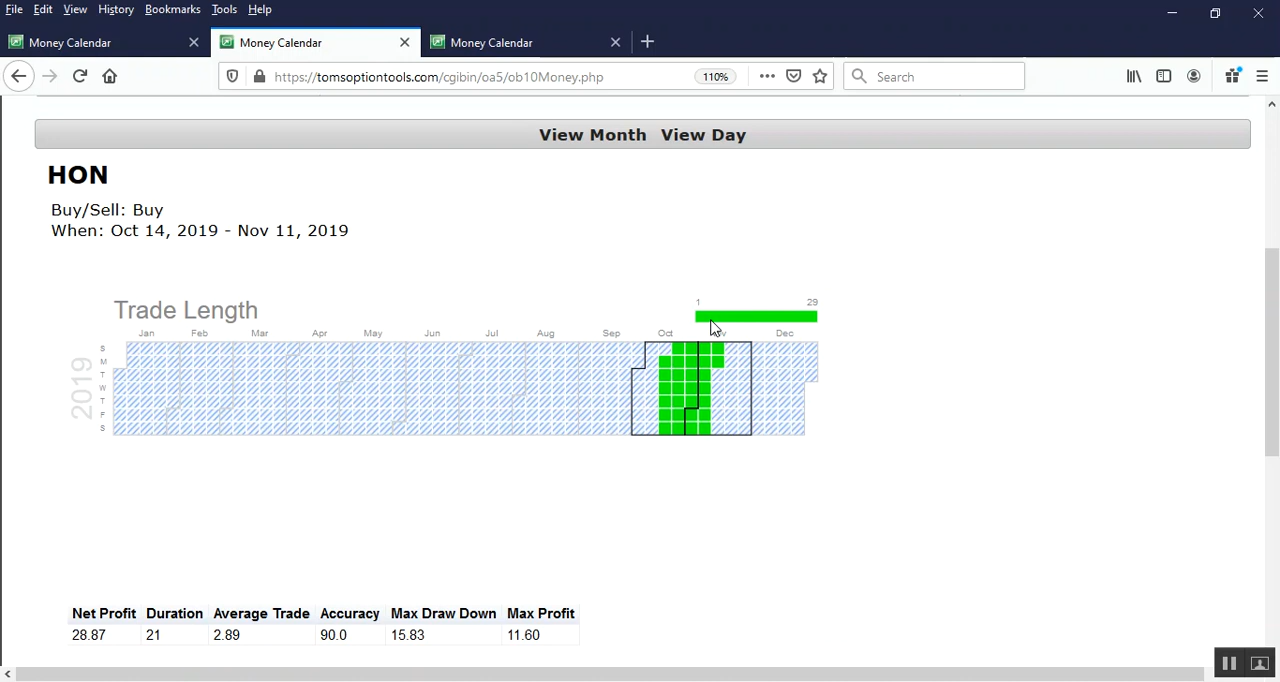 File Edit View History Bookmarks Tools Help
Money Calendar Money Calendar Money Calendar
https://tomsoptiontools.com/cgibin/oa5/ob10Money.php 110% Search
View Month View Day
HON
Buy/Sell: Buy
When: Oct 14, 2019 - Nov 11, 2019
Trade Length
1 29
Jan Feb Mar Apr May Jun Jul Aug Sep Oct Dec
2019
S
M
T
W
T
F
S
Net Profit Duration Average Trade Accuracy Max Draw Down Max Profit
28.87 21 2.89 90.0 15.83 11.60